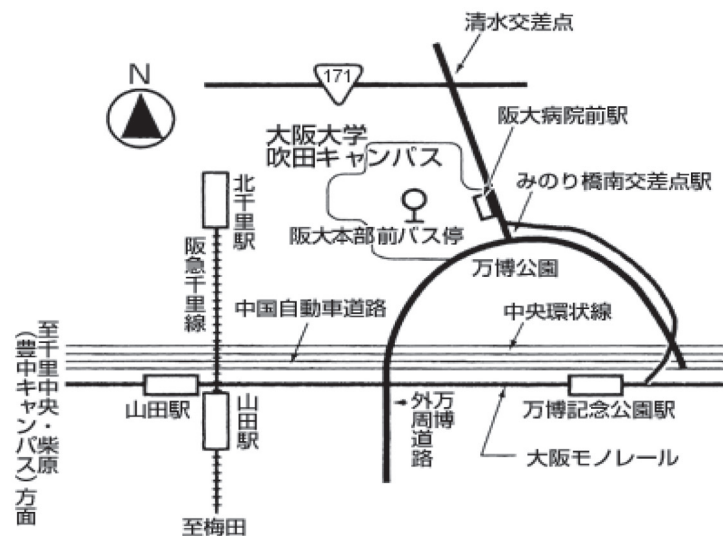 清水交差点
N
171
阪大病院前駅
大阪大学
吹田キャンパス
みのり橋南交差点駅
北千里駅
阪大本部前バス停
万博公園
阪急千里線
中国自動車道路
中央環状線
至千里中央・柴原
(豊中キャンパス)方面
山田駅
山田駅
万博
外周道路
万博記念公園駅
大阪モノレール
至梅田